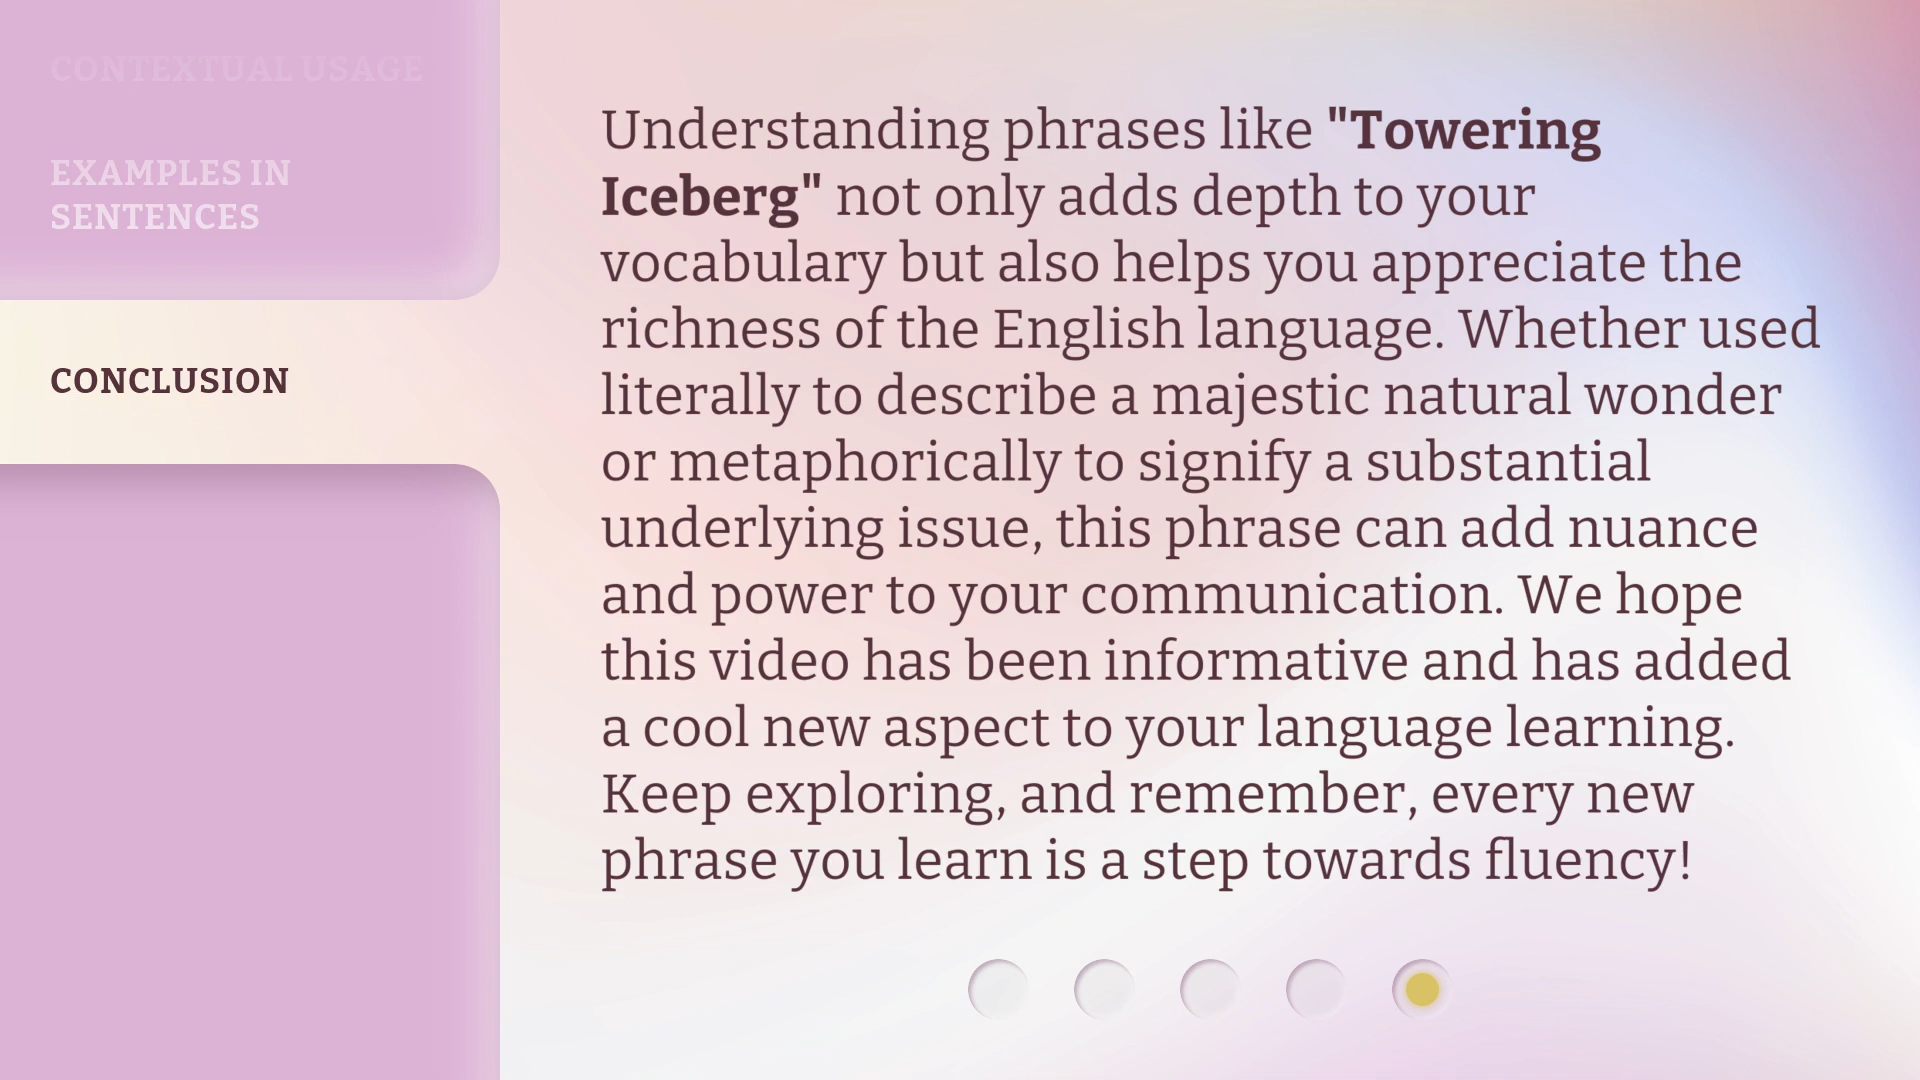 CONTEXTUAL USAGE
EXAMPLES IN
SENTENCES
CONCLUSION
Understanding phrases like "Towering
Iceberg" not only adds depth to your
vocabulary but also helps you appreciate the
richness of the English language. Whether used
literally to describe a majestic natural wonder
or metaphorically to signify a substantial
underlying issue, this phrase can add nuance
and power to your communication. We hope
this video has been informative and has added
a cool new aspect to your language learning.
Keep exploring, and remember, every new
phrase you learn is a step towards fluency!